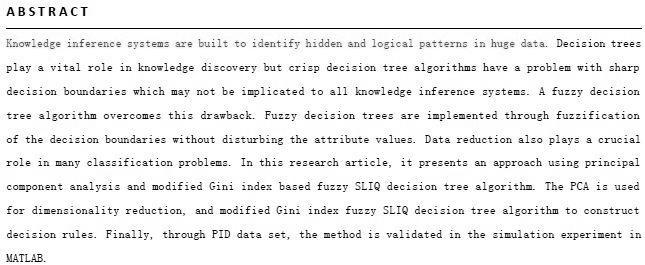 ABSTRACT
Knowledge inference systems are built to identify hidden and logical patterns in huge data. Decision trees
play a vital role in knowledge discovery but crisp decision tree algorithms have a problem with sharp
decision boundaries which may not be implicated to all knowledge inference systems. A fuzzy decision
tree algorithm overcomes this drawback. Fuzzy decision trees are implemented through fuzzification
of the decision boundaries without disturbing the attribute values. Data reduction also plays a crucial
role in many classification problems. In this research article, it presents an approach using principal
component analysis and modified Gini index based fuzzy SLIQ decision tree algorithm. The PCA is used
for dimensionality reduction, and modified Gini index fuzzy SLIQ decision tree algorithm to construct
decision rules. Finally, through PID data set, the method is validated in the simulation experiment in
MATLAB.